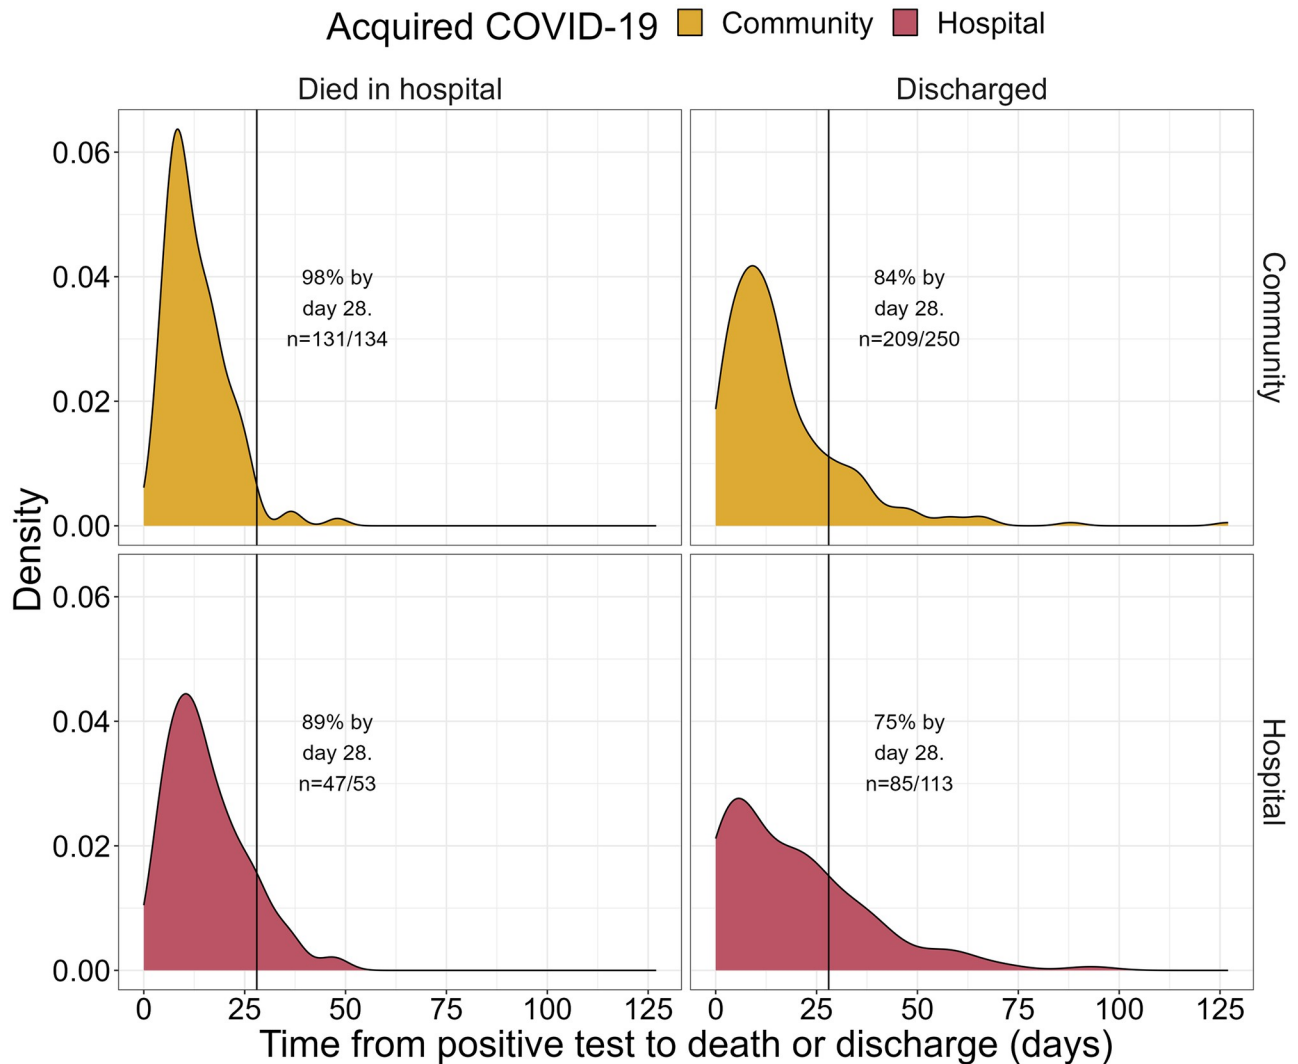 Acquired COVID-19 Community Hospital
Died in hospital
Discharged
Density
0.06
0.04
0.02
0.00
98% by
day 28.
n=131/134
84% by
day 28.
n=209/250
Community
0.06
0.04
0.02
0.00
89% by
day 28.
n=47/53
75% by
day 28.
n=85/113
Hospital
0 25 50 75 100 125
0 25 50 75 100 125
Time from positive test to death or discharge (days)